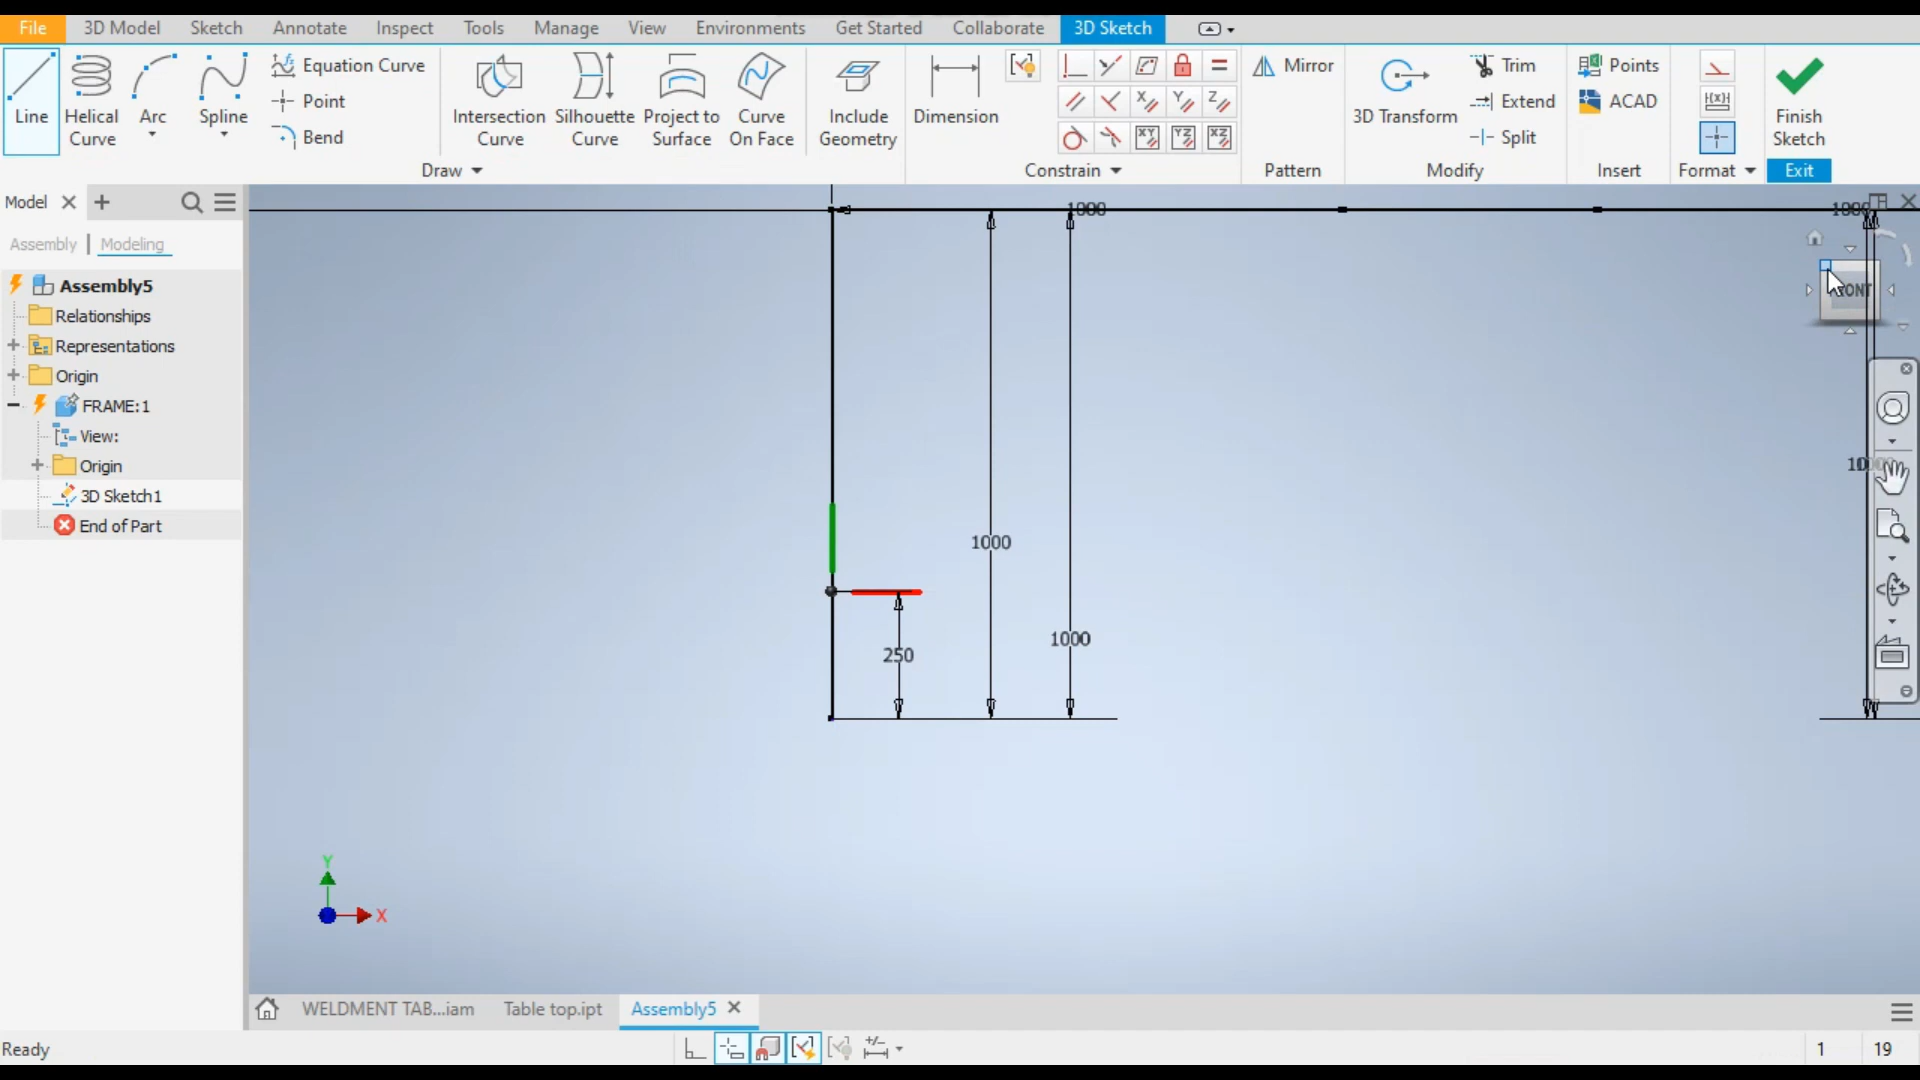 File 3D Model Sketch Annotate Inspect Tools Manage View Environments Get Started Collaborate 3D Sketch
Line
Helical
Curve
Arc
Spline
Equation Curve
Point
Bend
Intersection
Curve
Silhouette
Curve
Project to
Surface
Curve
On Face
Include
Geometry
Dimension
X
Y
Z
XY
YZ
XZ
Mirror
3D Transform
Trim
Extend
Split
Points
ACAD
Finish
Sketch
Draw
Constrain
Pattern
Modify
Insert
Format
Exit
Model
Assembly | Modeling
Assembly5
Relationships
Representations
Origin
FRAME:1
View:
Origin
3D Sketch1
End of Part
1000
1000
1000
250
Y
X
WELDMENT TAB...iam
Table top.ipt
Assembly5
Ready
1
19